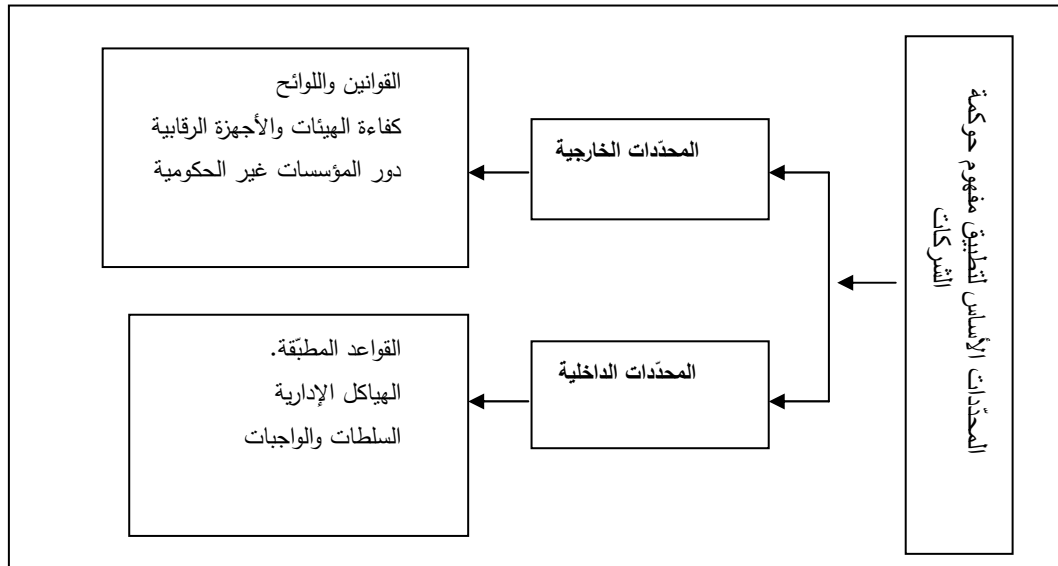 المحدّدات الأساس لتطبيق مفهوم حوكمة
الشركات
المحدّدات الخارجية
القوانين واللوائح
كفاءة الهيئات والأجهزة الرقابية
دور المؤسسات غير الحكومية
المحدّدات الداخلية
القواعد المطبّقة.
الهياكل الإدارية
السلطات والواجبات